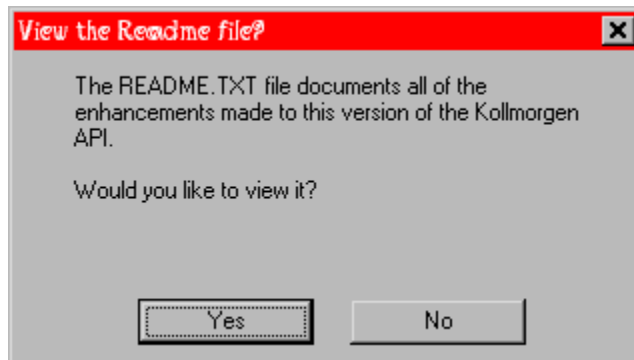 View the Readme file?
The README.TXT file documents all of the
enhancements made to this version of the Kollmorgen
API.
Would you like to view it?
Yes No